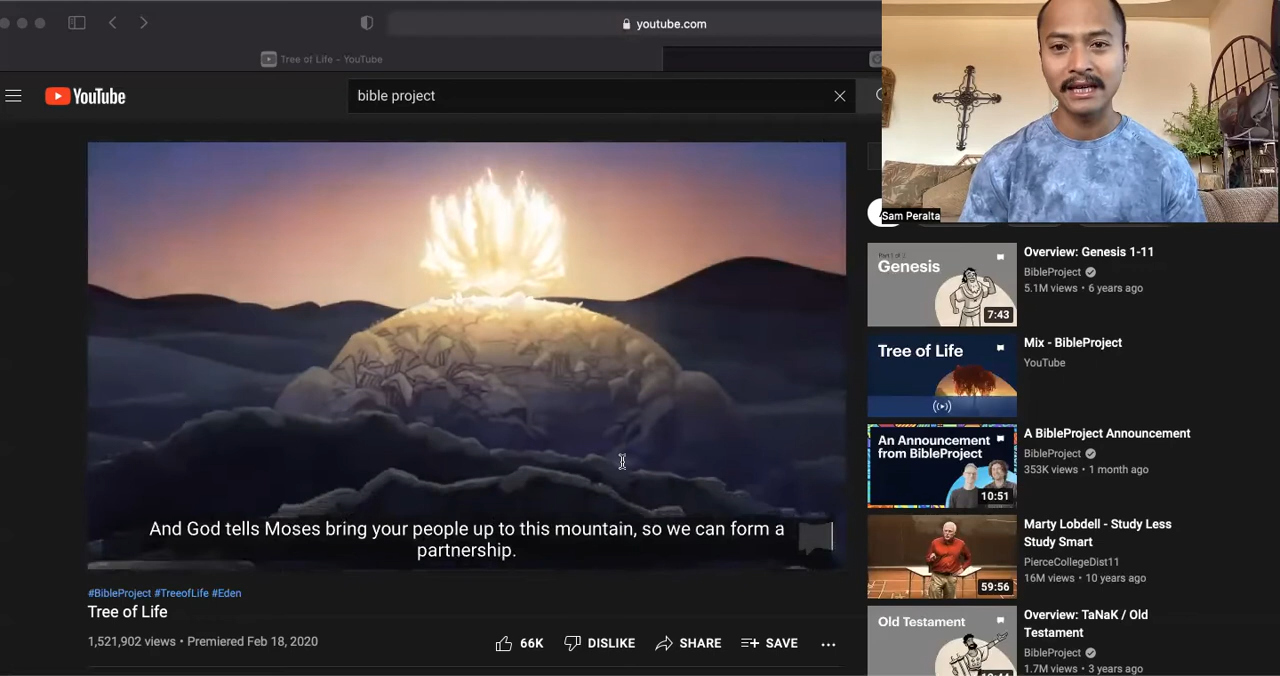 youtube.com
Tree of Life - YouTube
YouTube
bible project
Sam Peralta
And God tells Moses bring your people up to this mountain, so we can form a
partnership.
#BibleProject #TreeofLife #Eden
Tree of Life
1,521,902 views • Premiered Feb 18, 2020
66K
DISLIKE
SHARE
SAVE
Genesis
7:43
Overview: Genesis 1-11
BibleProject
5.1M views • 6 years ago
Tree of Life
Mix - BibleProject
YouTube
An Announcement
from BibleProject
10:51
A BibleProject Announcement
BibleProject
353K views • 1 month ago
59:56
Marty Lobdell - Study Less
Study Smart
PierceCollegeDist11
16M views • 10 years ago
Old Testament
Overview: TaNaK / Old
Testament
BibleProject
1.7M views • 3 years ago